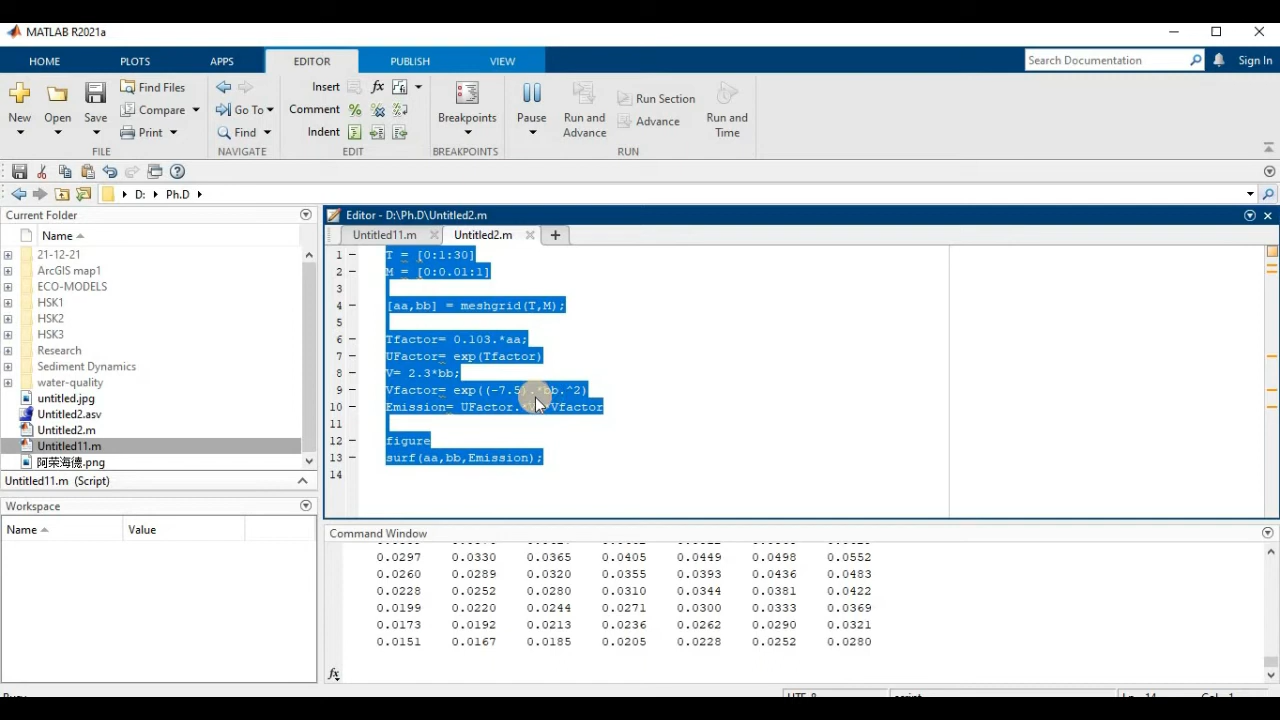 MATLAB R2021a
HOME PLOTS APPS EDITOR PUBLISH VIEW Search Documentation Sign In
New Open Save Find Files Compare Print Go To Find Insert Comment Indent Breakpoints Pause Run and Advance Run Section Advance Run and Time
FILE NAVIGATE EDIT BREAKPOINTS RUN
D: Ph.D
Current Folder
Name
21-12-21
ArcGIS map1
ECO-MODELS
HSK1
HSK2
HSK3
Research
Sediment Dynamics
water-quality
untitled.jpg
Untitled2.asv
Untitled2.m
Untitled11.m
阿荣海德.png
Untitled11.m (Script)
Workspace
Name Value
Editor - D:\Ph.D\Untitled2.m
Untitled11.m Untitled2.m
1 T = [0:1:30]
2 M = [0:0.01:1]
3
4 [aa,bb] = meshgrid(T,M);
5
6 Tfactor= 0.103.*aa;
7 UFactor= exp(Tfactor)
8 V= 2.3*bb;
9 Vfactor= exp((-7.5).*bb.^2)
10 Emission= UFactor.*Vfactor
11
12 figure
13 surf(aa,bb,Emission);
14
Command Window
0.0297 0.0330 0.0365 0.0405 0.0449 0.0498 0.0552
0.0260 0.0289 0.0320 0.0355 0.0393 0.0436 0.0483
0.0228 0.0252 0.0280 0.0310 0.0344 0.0381 0.0422
0.0199 0.0220 0.0244 0.0271 0.0300 0.0333 0.0369
0.0173 0.0192 0.0213 0.0236 0.0262 0.0290 0.0321
0.0151 0.0167 0.0185 0.0205 0.0228 0.0252 0.0280
fx